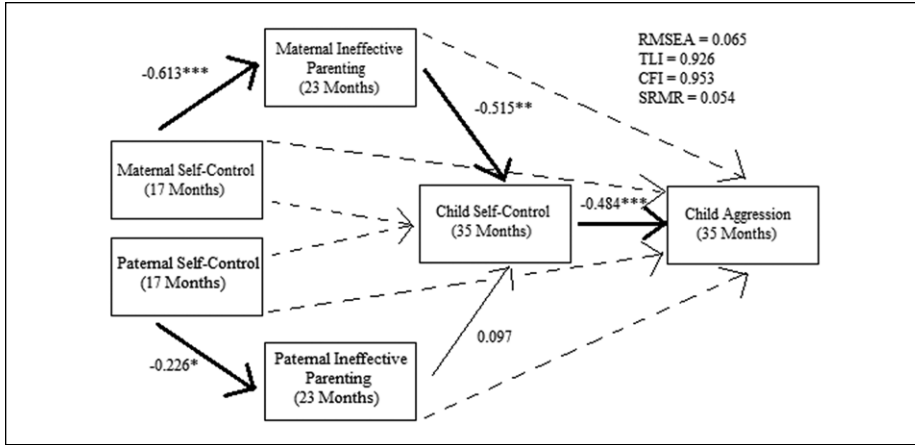 Maternal Ineffective
Parenting
(23 Months)
RMSEA = 0.065
TLI = 0.926
CFI = 0.953
SRMR = 0.054
-0.613***
-0.515**
Maternal Self-Control
(17 Months)
Child Self-Control
(35 Months)
-0.484***
Child Aggression
(35 Months)
Paternal Self-Control
(17 Months)
-0.226*
0.097
Paternal Ineffective
Parenting
(23 Months)